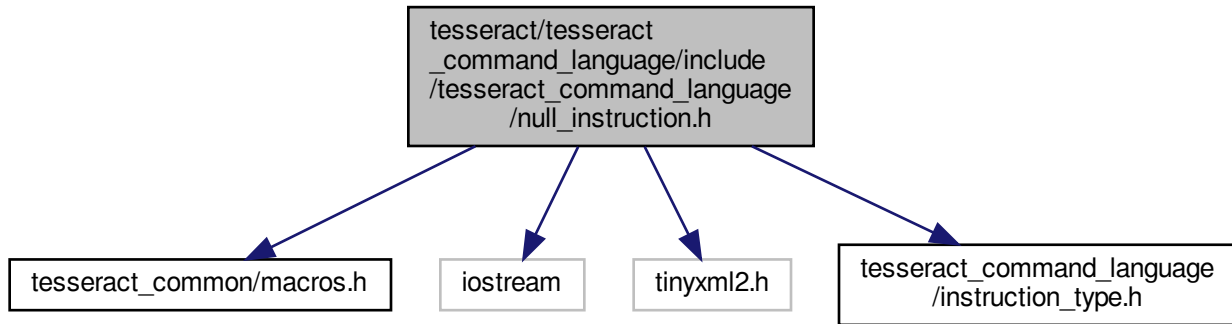 tesseract/tesseract
_command_language/include
/tesseract_command_language
/null_instruction.h
tesseract_common/macros.h
iostream
tinyxml2.h
tesseract_command_language
/instruction_type.h